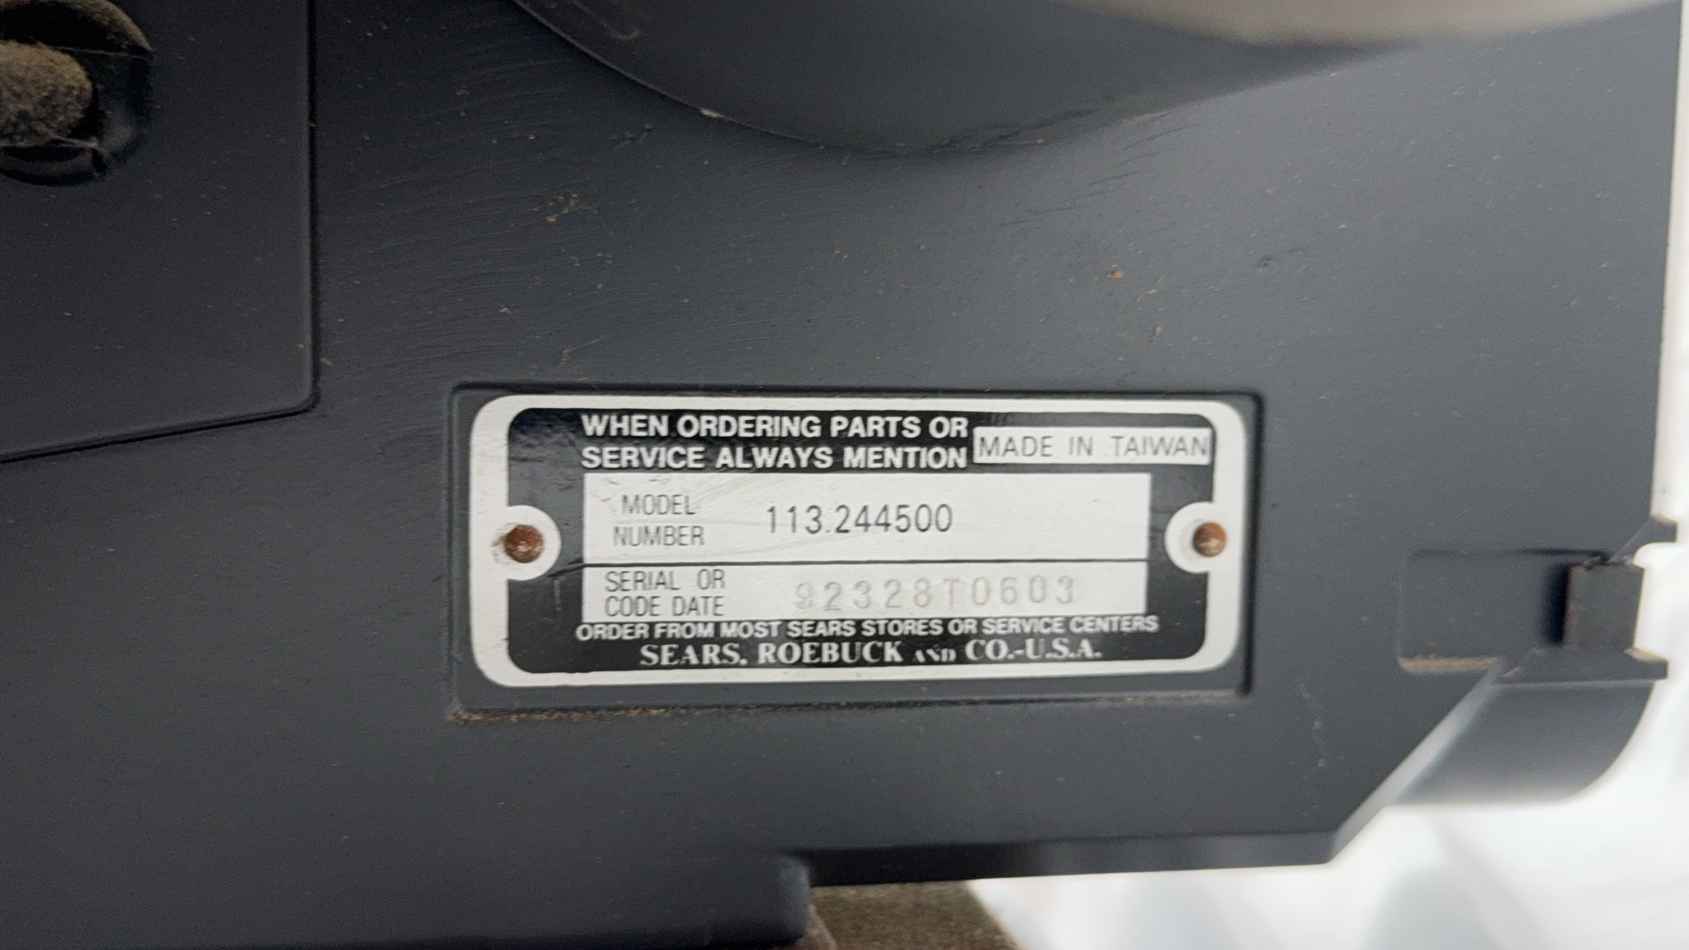 WHEN ORDERING PARTS OR
SERVICE ALWAYS MENTION
MADE IN TAIWAN
MODEL
NUMBER
113.244500
SERIAL OR
CODE DATE
92328T0603
ORDER FROM MOST SEARS STORES OR SERVICE CENTERS
SEARS, ROEBUCK AND CO.-U.S.A.